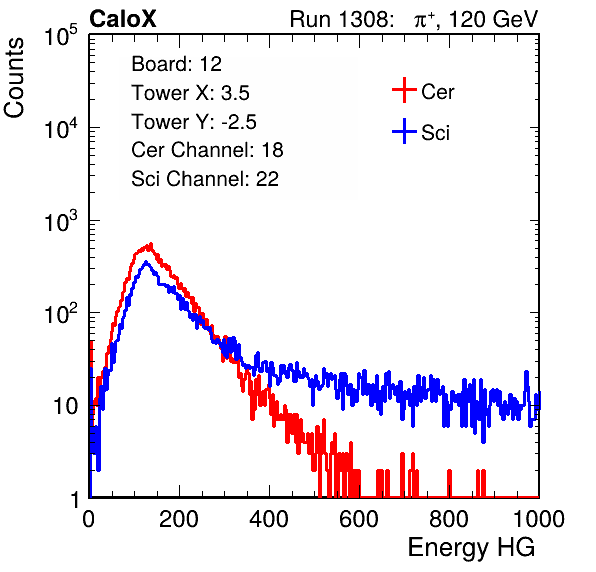 CaloX Run 1308: π⁺, 120 GeV
Counts
10⁵
10⁴
10³
10²
10
1
Board: 12
Tower X: 3.5
Tower Y: -2.5
Cer Channel: 18
Sci Channel: 22
Cer
Sci
0 200 400 600 800 1000
Energy HG